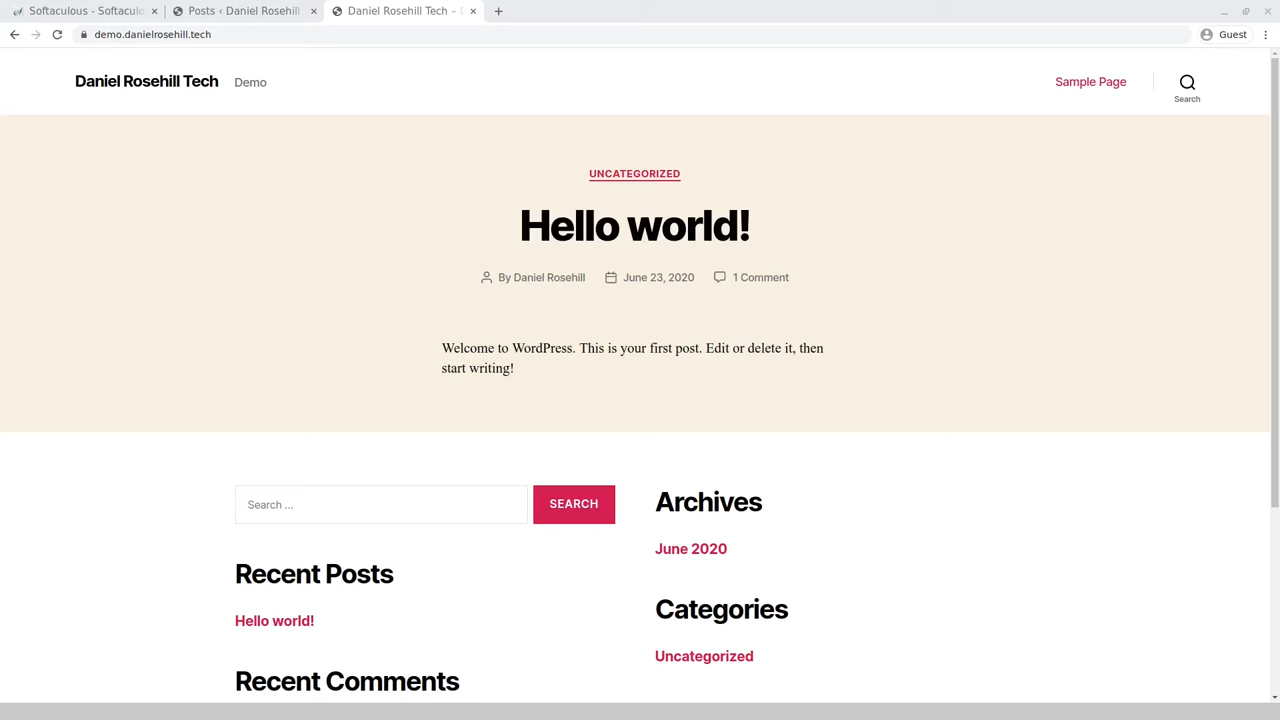 Softaculous - Softaculo
Posts ‹ Daniel Rosehill
Daniel Rosehill Tech –
demo.danielrosehill.tech
Guest
Daniel Rosehill Tech
Demo
Sample Page
Search
UNCATEGORIZED
Hello world!
By Daniel Rosehill
June 23, 2020
1 Comment
Welcome to WordPress. This is your first post. Edit or delete it, then
start writing!
Search …
SEARCH
Recent Posts
Hello world!
Recent Comments
Archives
June 2020
Categories
Uncategorized